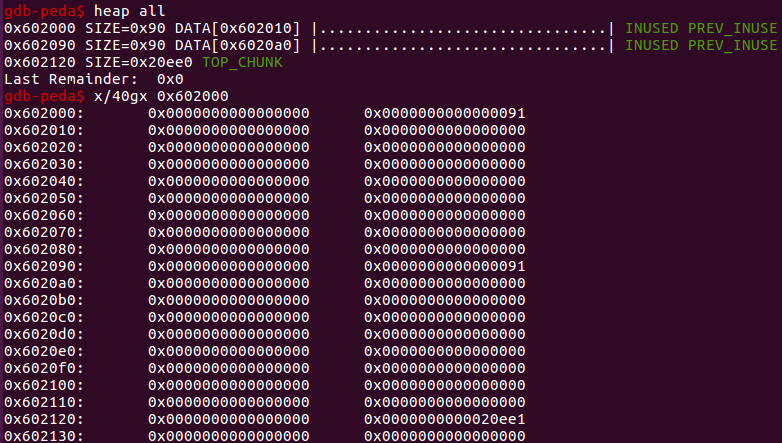 gdb-peda$ heap all
0x602000 SIZE=0x90 DATA[0x602010] |................................| INUSED PREV_INUSE
0x602090 SIZE=0x90 DATA[0x6020a0] |................................| INUSED PREV_INUSE
0x602120 SIZE=0x20ee0 TOP_CHUNK
Last Remainder:  0x0
gdb-peda$ x/40gx 0x602000
0x602000:	0x0000000000000000	0x0000000000000091
0x602010:	0x0000000000000000	0x0000000000000000
0x602020:	0x0000000000000000	0x0000000000000000
0x602030:	0x0000000000000000	0x0000000000000000
0x602040:	0x0000000000000000	0x0000000000000000
0x602050:	0x0000000000000000	0x0000000000000000
0x602060:	0x0000000000000000	0x0000000000000000
0x602070:	0x0000000000000000	0x0000000000000000
0x602080:	0x0000000000000000	0x0000000000000000
0x602090:	0x0000000000000000	0x0000000000000091
0x6020a0:	0x0000000000000000	0x0000000000000000
0x6020b0:	0x0000000000000000	0x0000000000000000
0x6020c0:	0x0000000000000000	0x0000000000000000
0x6020d0:	0x0000000000000000	0x0000000000000000
0x6020e0:	0x0000000000000000	0x0000000000000000
0x6020f0:	0x0000000000000000	0x0000000000000000
0x602100:	0x0000000000000000	0x0000000000000000
0x602110:	0x0000000000000000	0x0000000000000000
0x602120:	0x0000000000000000	0x0000000000020ee1
0x602130:	0x0000000000000000	0x0000000000000000